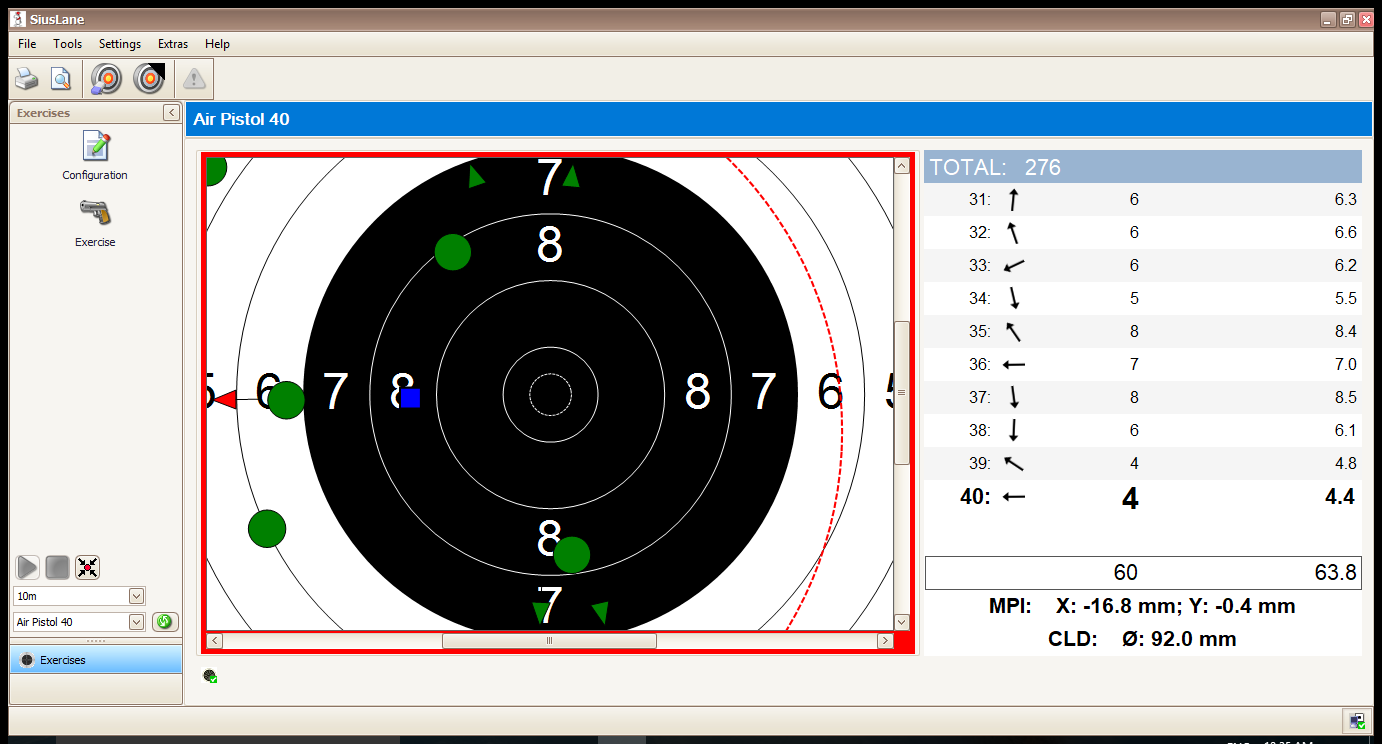 SiusLane
File Tools Settings Extras Help
Exercises
Configuration
Exercise
10m
Air Pistol 40
Exercises
Air Pistol 40
7
8
6 7 8 8 7 6
8
7
TOTAL: 276
31: 6 6.3
32: 6 6.6
33: 6 6.2
34: 5 5.5
35: 8 8.4
36: 7 7.0
37: 8 8.5
38: 6 6.1
39: 4 4.8
40: 4 4.4
60 63.8
MPI: X: -16.8 mm; Y: -0.4 mm
CLD: Ø: 92.0 mm